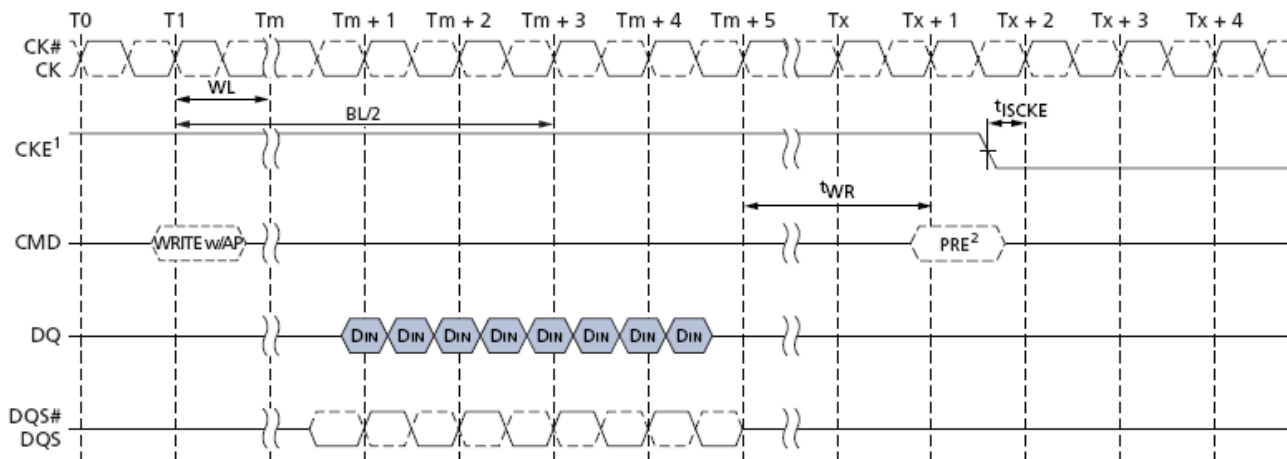 T0 T1 Tm Tm + 1 Tm + 2 Tm + 3 Tm + 4 Tm + 5 Tx Tx + 1 Tx + 2 Tx + 3 Tx + 4
CK#
CK
WL
BL/2
tISCKE
CKE1
tWR
CMD WRITE w/AP PRE2
DQ DIN DIN DIN DIN DIN DIN DIN DIN
DQS#
DQS